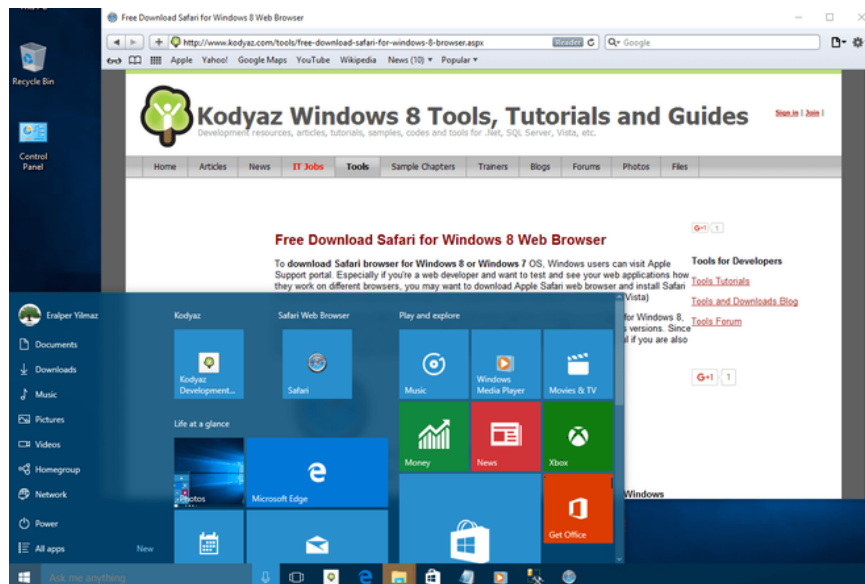 Free Download Safari for Windows 8 Web Browser
http://www.kodyaz.com/tools/free-download-safari-for-windows-8-browser.aspx
Reader
Google
Apple Yahoo! Google Maps YouTube Wikipedia News (10) Popular
Recycle Bin
Control
Panel
Kodyaz Windows 8 Tools, Tutorials and Guides
Development resources, articles, tutorials, samples, codes and tools for .Net, SQL Server, Vista, etc.
Sign in | Join |
Home Articles News IT Jobs Tools Sample Chapters Trainers Blogs Forums Photos Files
G+1 1
Free Download Safari for Windows 8 Web Browser
To download Safari browser for Windows 8 or Windows 7 OS, Windows users can visit Apple
Support portal. Especially if you're a web developer and want to test and see your web applications how
they work on different browsers, you may want to download Apple Safari web browser and install Safari
Vista)
for Windows 8,
versions. Since
if you are also
Windows
Tools for Developers
Tools Tutorials
Tools and Downloads Blog
Tools Forum
G+1 1
Eralper Yilmaz
Documents
Downloads
Music
Pictures
Videos
Homegroup
Network
Power
All apps New
Kodyaz
Kodyaz
Development...
Safari Web Browser
Safari
Play and explore
Music
Windows
Media Player
Movies & TV
Money
News
Xbox
Get Office
Life at a glance
Photos
Microsoft Edge
Ask me anything